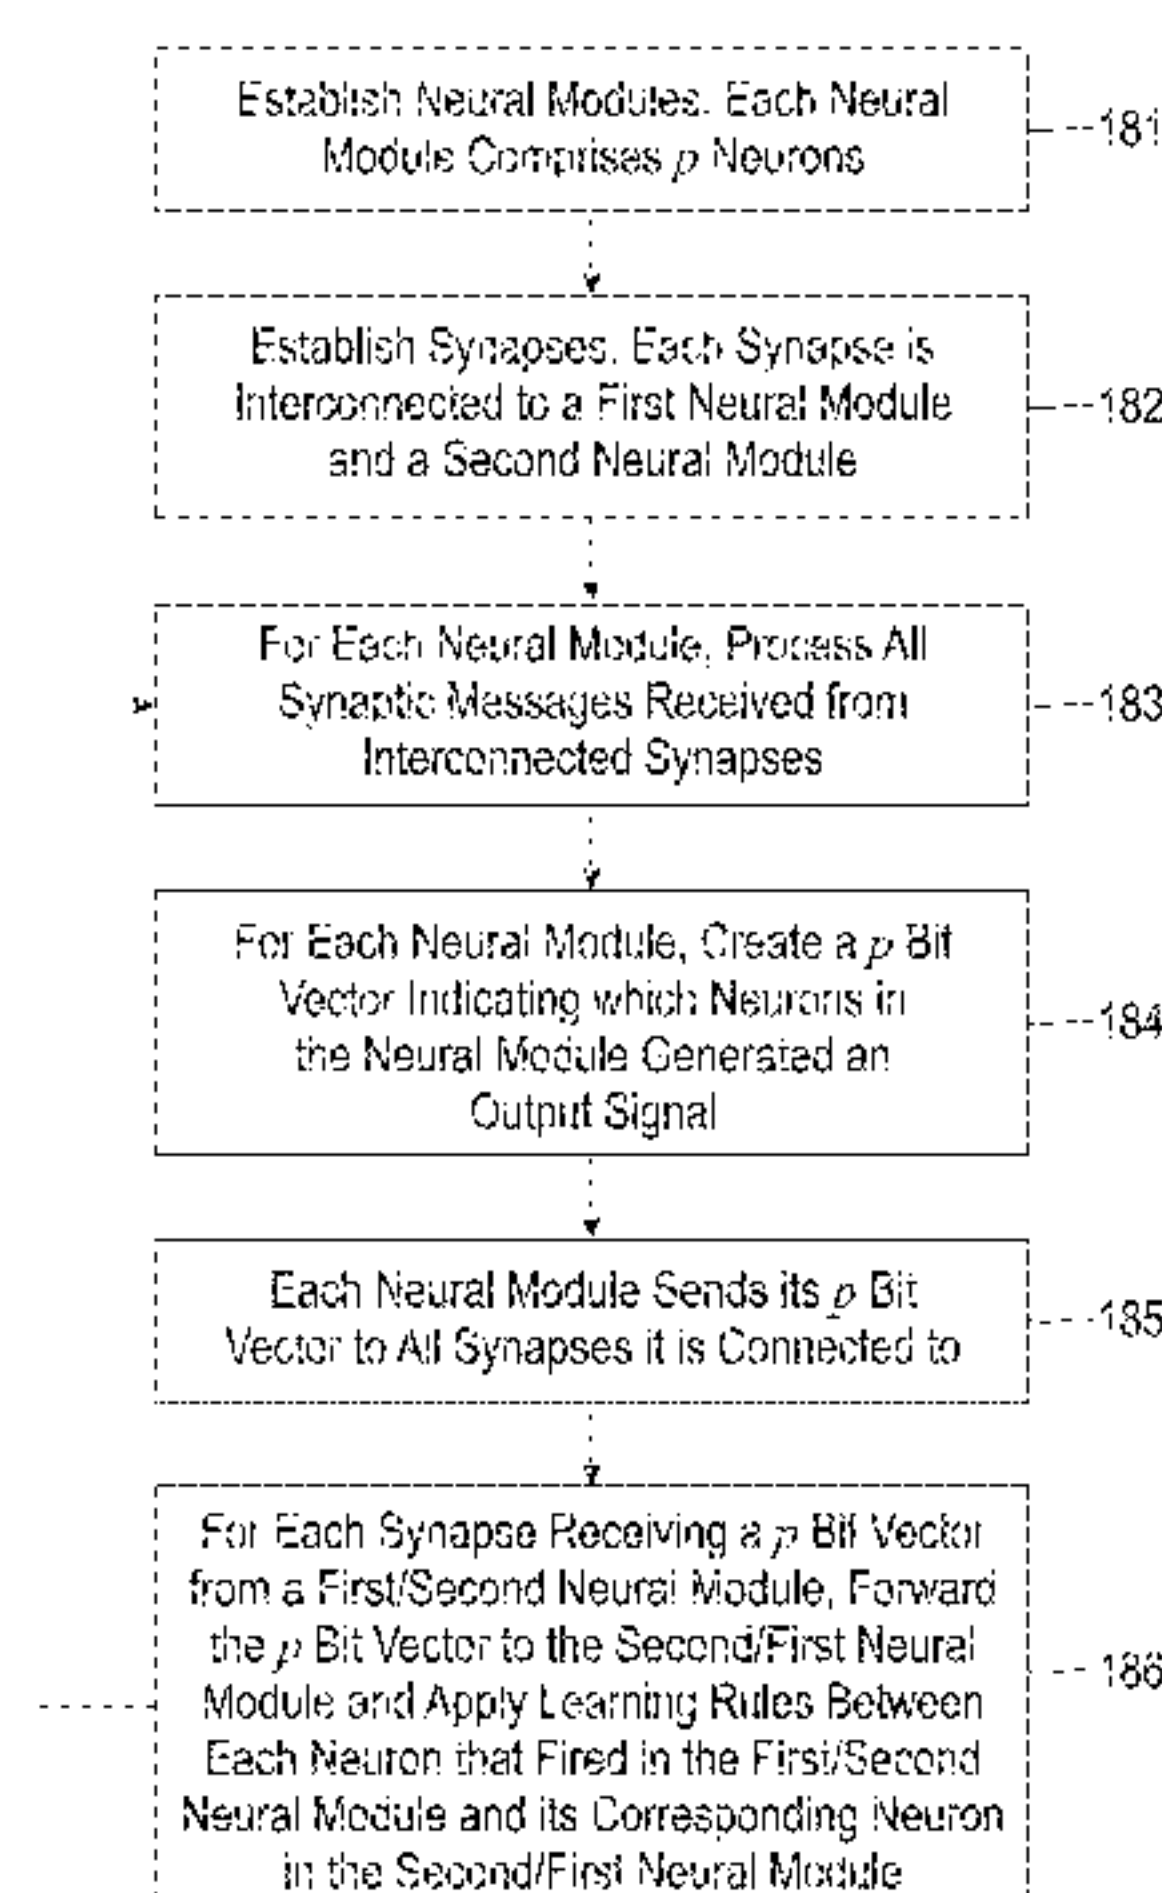 Establish Neural Modules. Each Neural
Module Comprises p Neurons
181
Establish Synapses. Each Synapse is
Interconnected to a First Neural Module
and a Second Neural Module
182
For Each Neural Module, Process All
Synaptic Messages Received from
Interconnected Synapses
183
For Each Neural Module, Create a p Bit
Vector Indicating which Neurons in
the Neural Module Generated an
Output Signal
184
Each Neural Module Sends its p Bit
Vector to All Synapses it is Connected to
185
For Each Synapse Receiving a p Bit Vector
from a First/Second Neural Module, Forward
the p Bit Vector to the Second/First Neural
Module and Apply Learning Rules Between
Each Neuron that Fired in the First/Second
Neural Module and its Corresponding Neuron
in the Second/First Neural Module
186